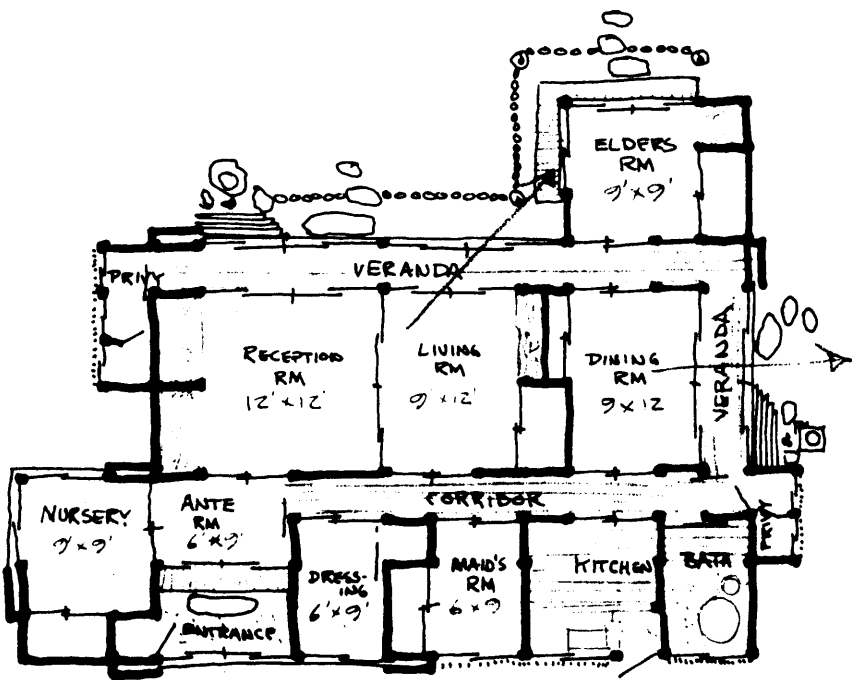 ELDERS
RM
9'x9'
PRIVY
VERANDA
RECEPTION
RM
12'x12'
LIVING
RM
9'x12'
DINING
RM
9x12
VERANDA
NURSERY
9'x9'
ANTE
RM
6'x9'
CORRIDOR
DRESS-
ING
6'x9'
MAID'S
RM
6x9
KITCHEN
BATH
PRIVY
ENTRANCE